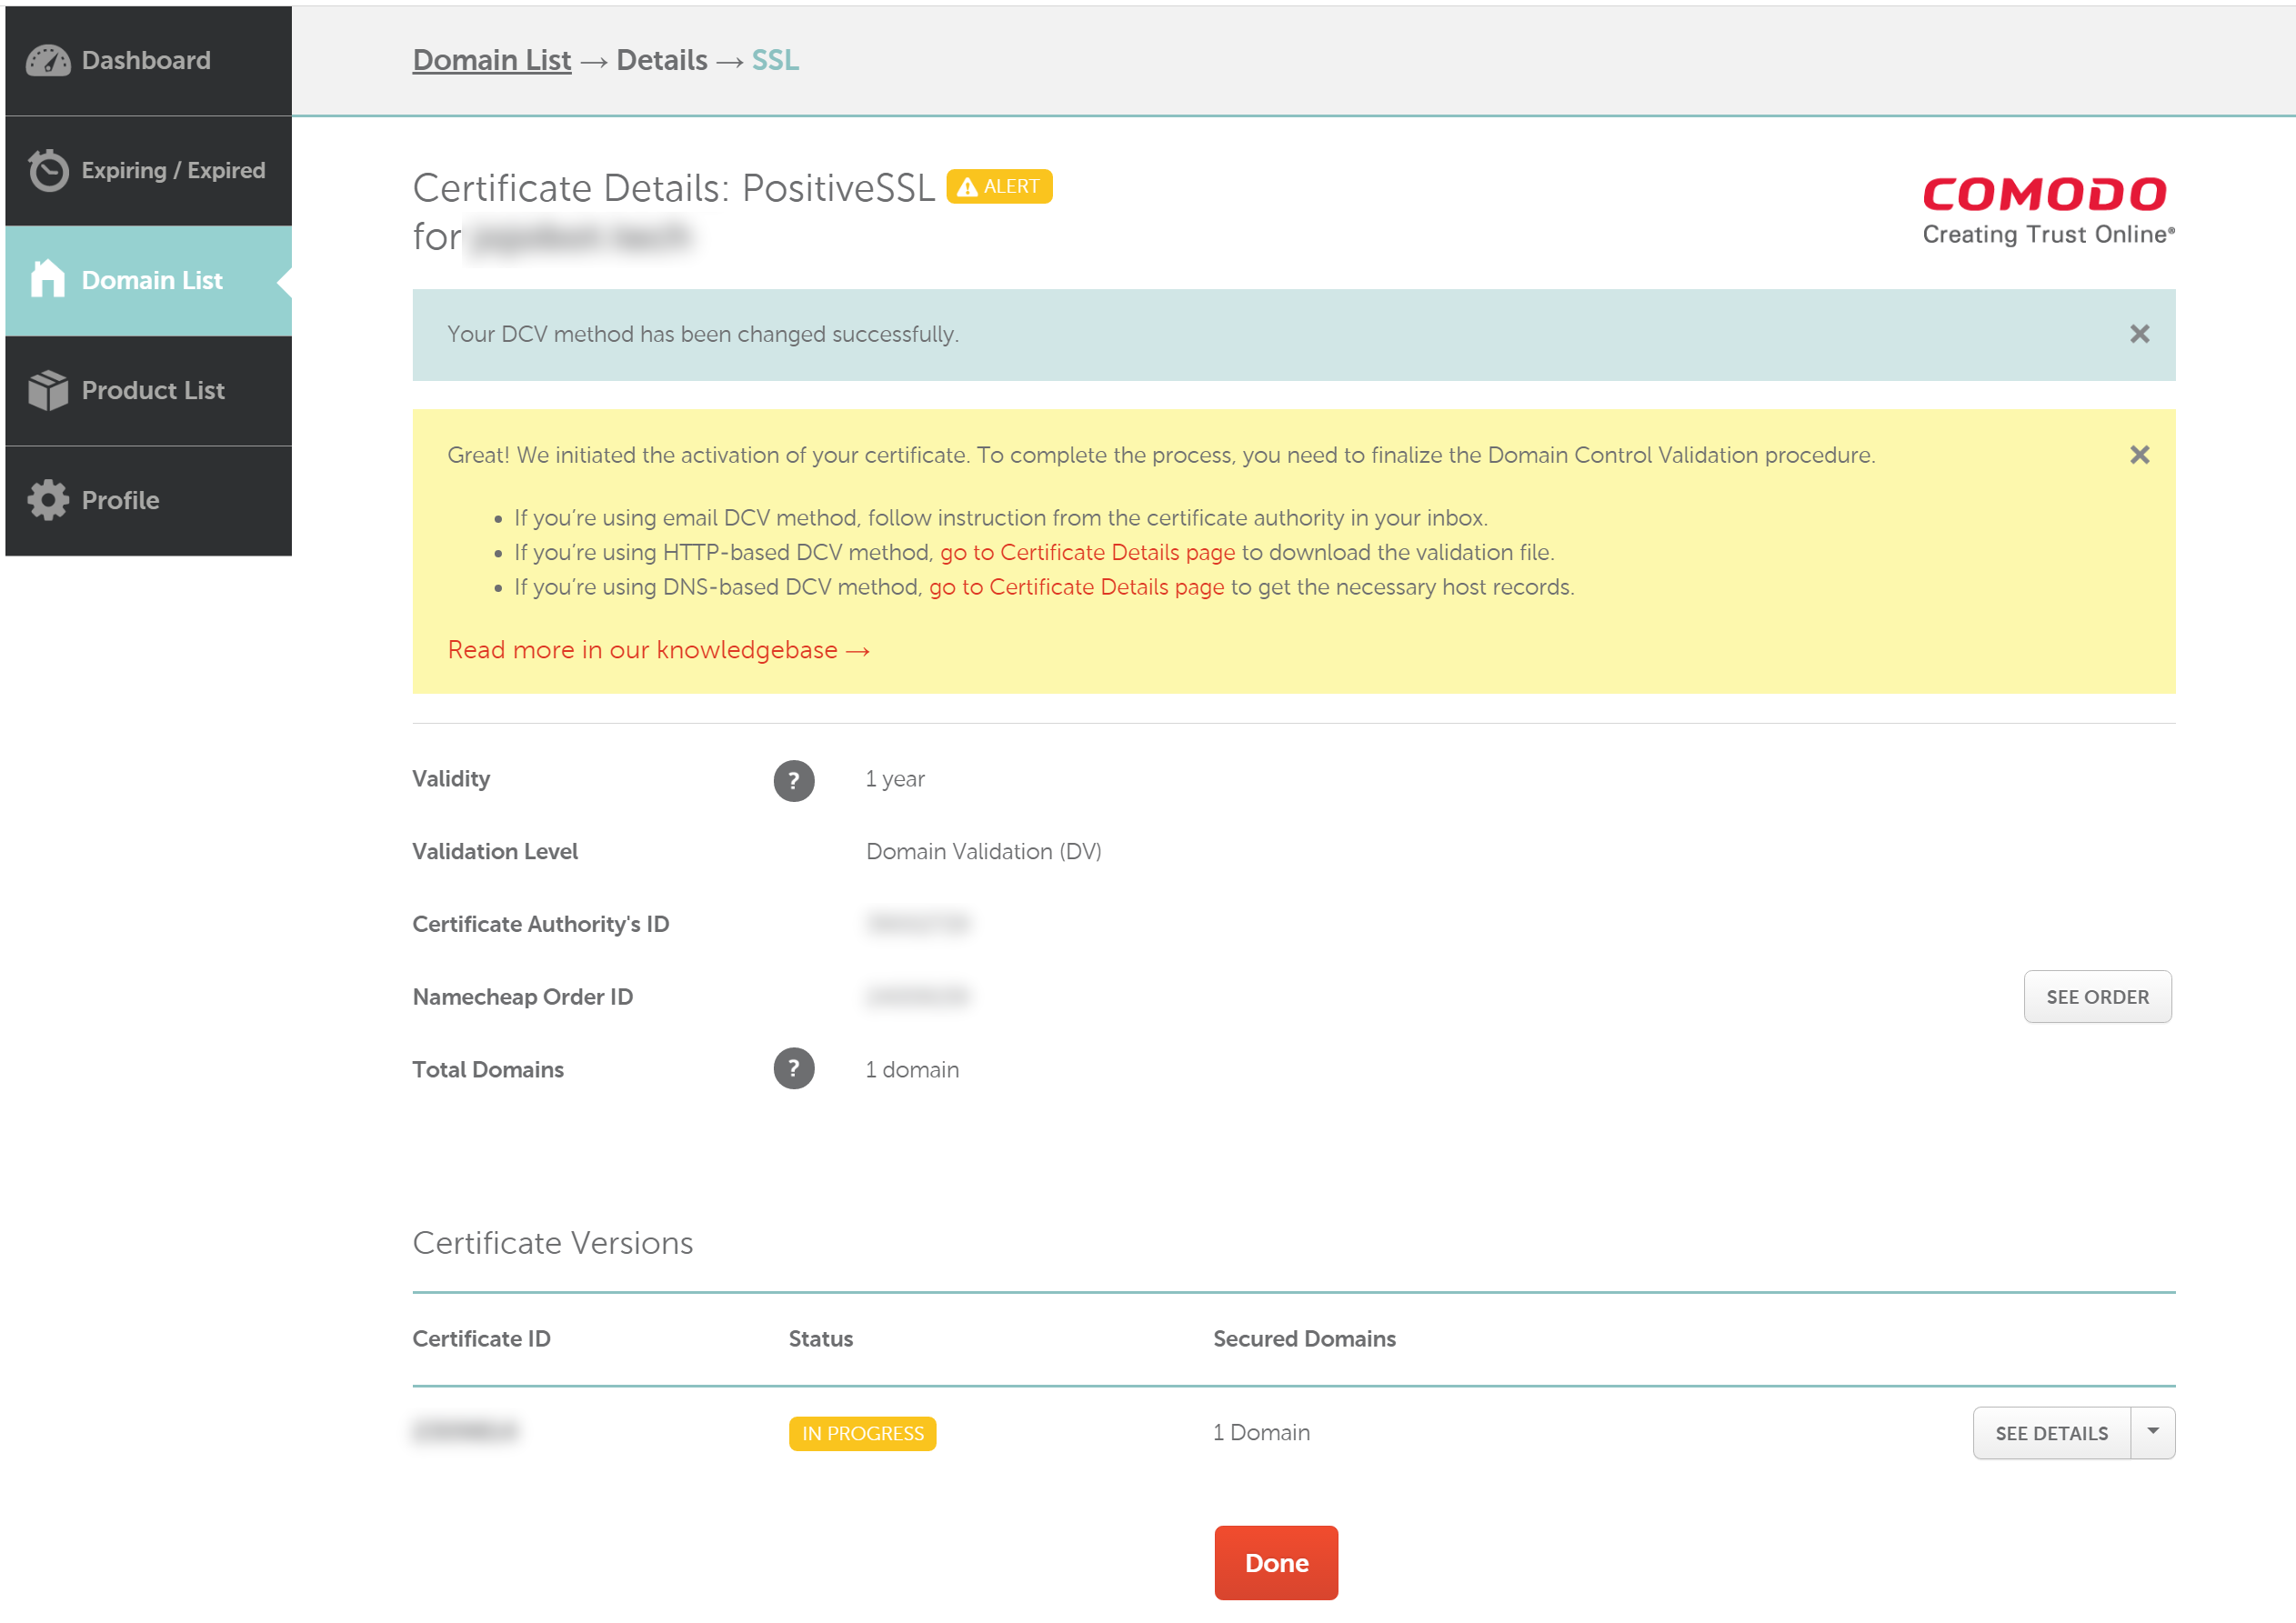 Dashboard
Expiring / Expired
Domain List
Product List
Profile
Domain List → Details → SSL
Certificate Details: PositiveSSL ALERT
for
COMODO
Creating Trust Online®
Your DCV method has been changed successfully.
Great! We initiated the activation of your certificate. To complete the process, you need to finalize the Domain Control Validation procedure.
• If you’re using email DCV method, follow instruction from the certificate authority in your inbox.
• If you’re using HTTP-based DCV method, go to Certificate Details page to download the validation file.
• If you’re using DNS-based DCV method, go to Certificate Details page to get the necessary host records.
Read more in our knowledgebase →
Validity ? 1 year
Validation Level Domain Validation (DV)
Certificate Authority's ID
Namecheap Order ID SEE ORDER
Total Domains ? 1 domain
Certificate Versions
Certificate ID Status Secured Domains
IN PROGRESS 1 Domain SEE DETAILS
Done